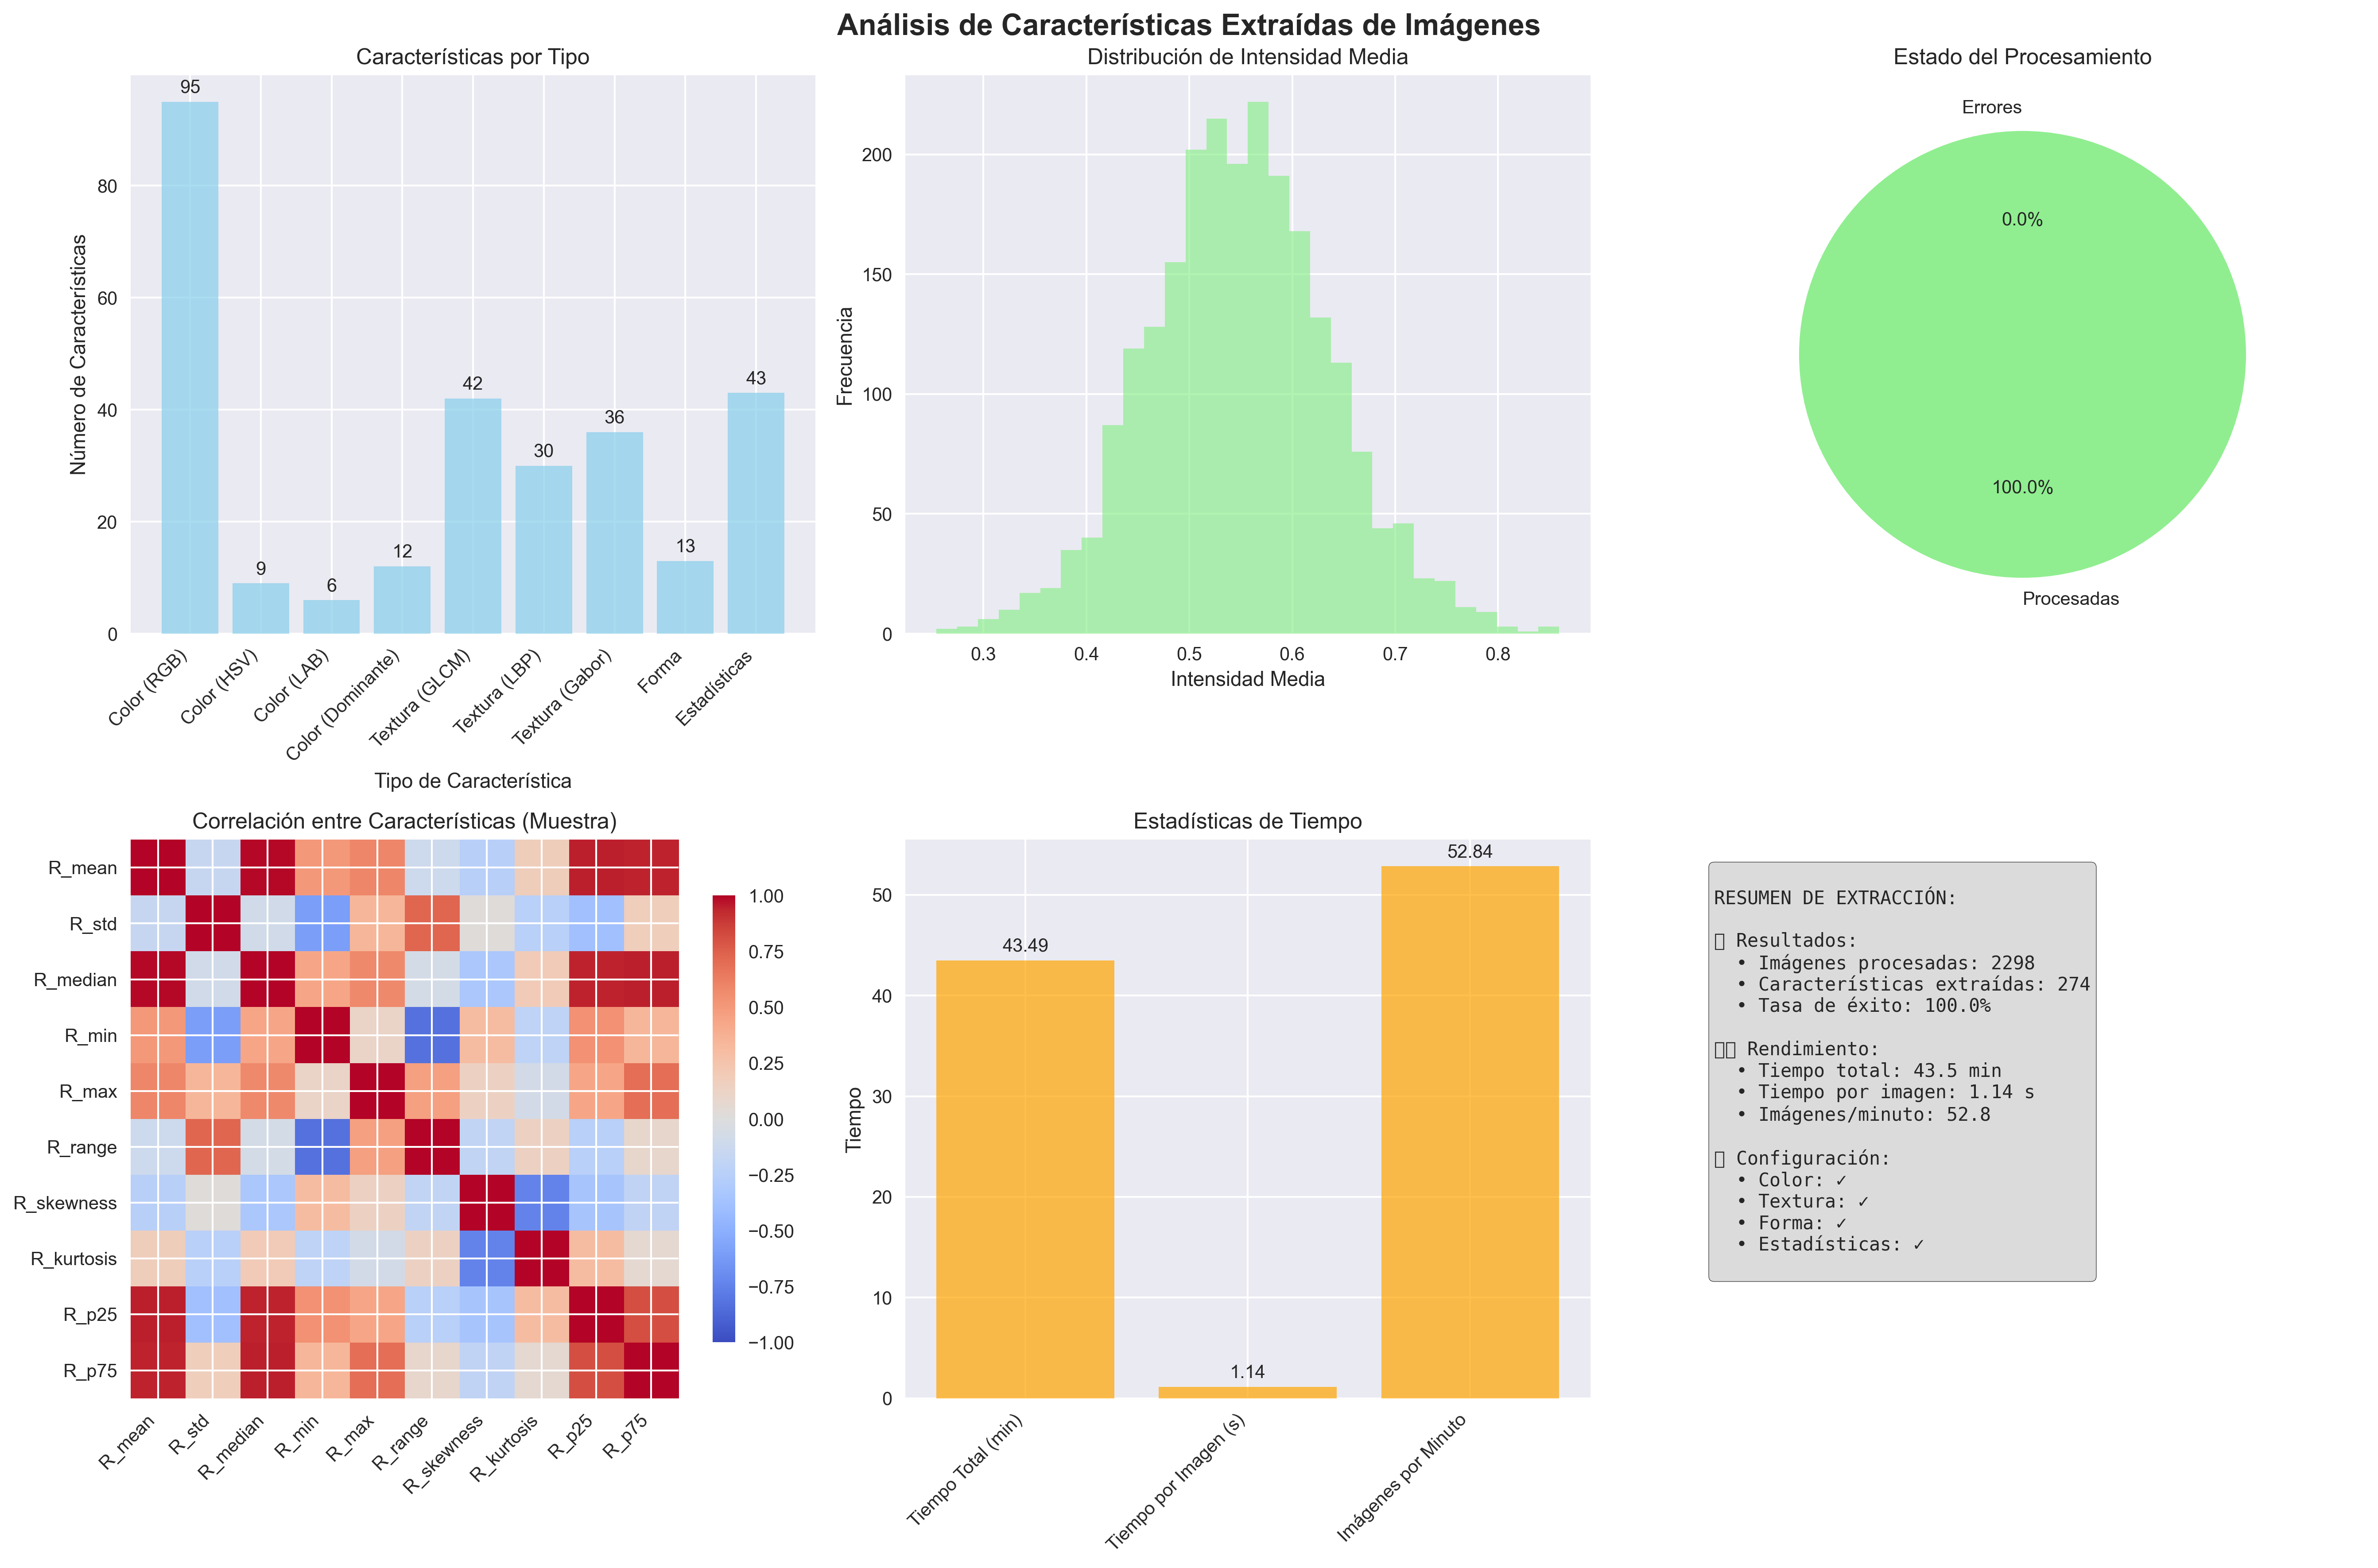 Análisis de Características Extraídas de Imágenes
Características por Tipo
Número de Características
80
60
40
20
0
95
9
6
12
42
30
36
13
43
Color (RGB)
Color (HSV)
Color (LAB)
Color (Dominante)
Textura (GLCM)
Textura (LBP)
Textura (Gabor)
Forma
Estadísticas
Tipo de Característica
Distribución de Intensidad Media
Frecuencia
200
150
100
50
0
0.3
0.4
0.5
0.6
0.7
0.8
Intensidad Media
Estado del Procesamiento
Errores
0.0%
100.0%
Procesadas
Correlación entre Características (Muestra)
R_mean
R_std
R_median
R_min
R_max
R_range
R_skewness
R_kurtosis
R_p25
R_p75
R_mean
R_std
R_median
R_min
R_max
R_range
R_skewness
R_kurtosis
R_p25
R_p75
1.00
0.75
0.50
0.25
0.00
−0.25
−0.50
−0.75
−1.00
Estadísticas de Tiempo
Tiempo
50
40
30
20
10
0
43.49
1.14
52.84
Tiempo Total (min)
Tiempo por Imagen (s)
Imágenes por Minuto
RESUMEN DE EXTRACCIÓN:
Resultados:
• Imágenes procesadas: 2298
• Características extraídas: 274
• Tasa de éxito: 100.0%
Rendimiento:
• Tiempo total: 43.5 min
• Tiempo por imagen: 1.14 s
• Imágenes/minuto: 52.8
Configuración:
• Color: ✓
• Textura: ✓
• Forma: ✓
• Estadísticas: ✓